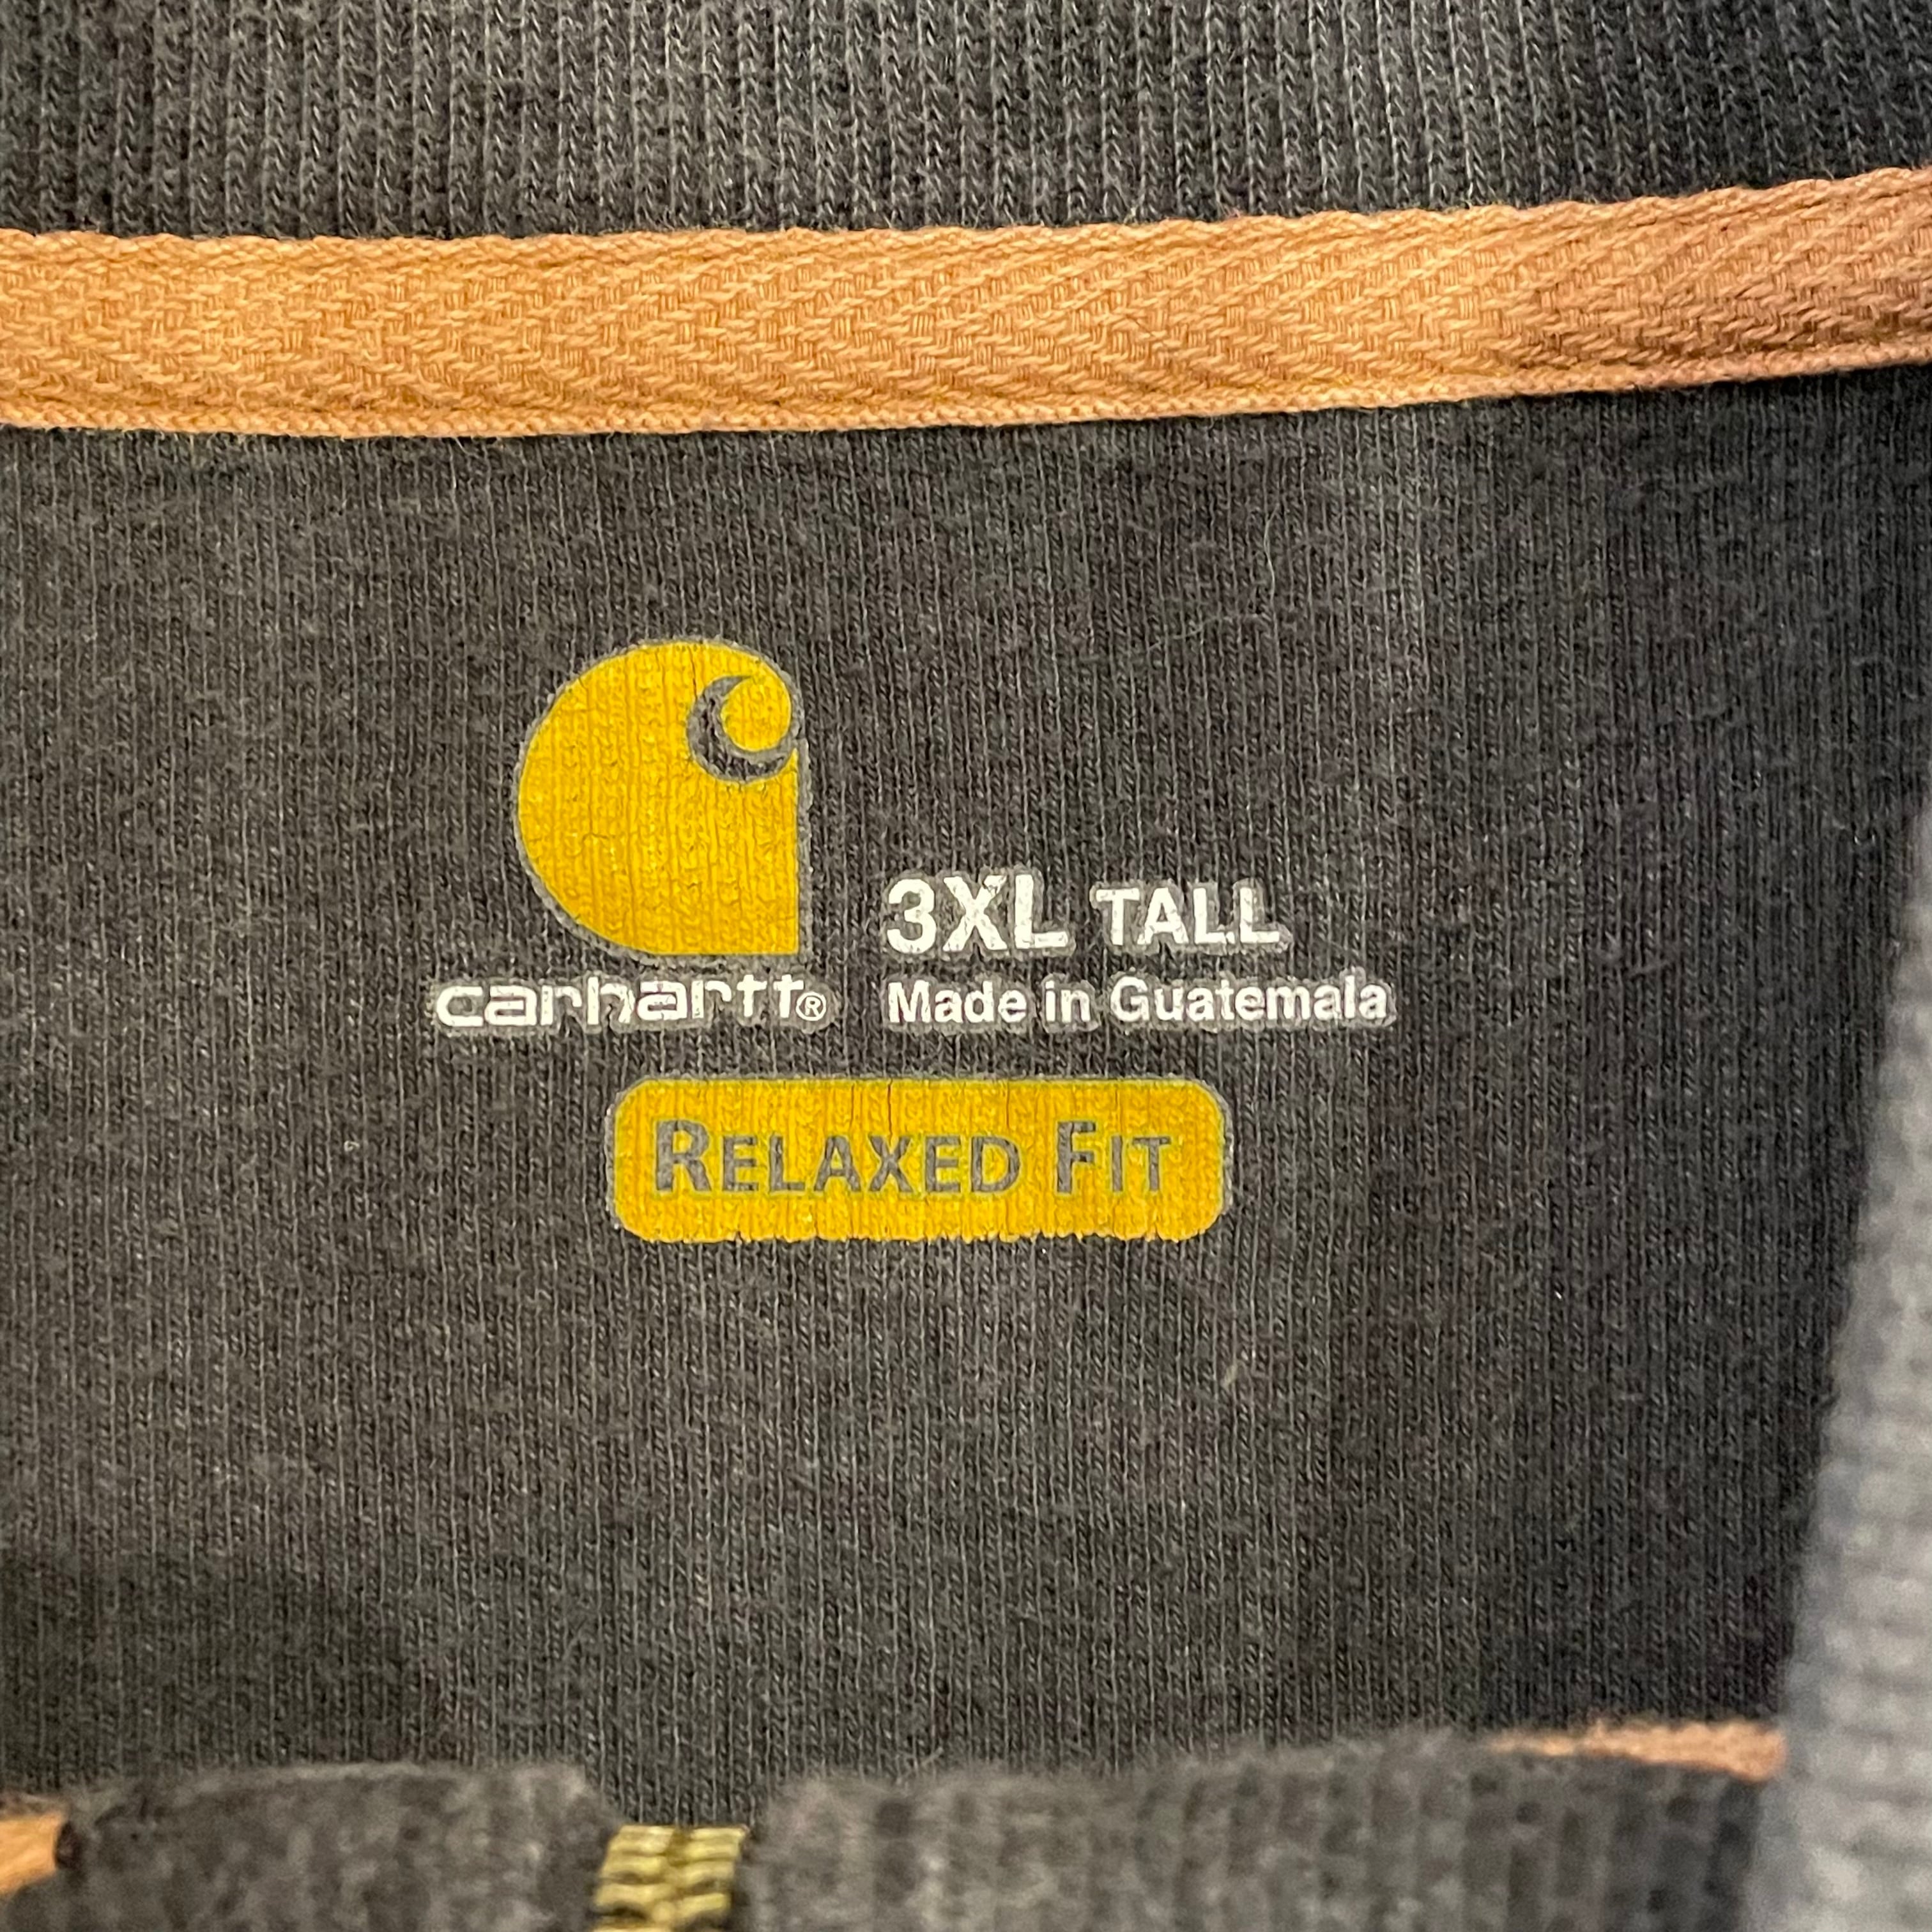 3XL TALL
carhartt® Made in Guatemala
RELAXED FIT